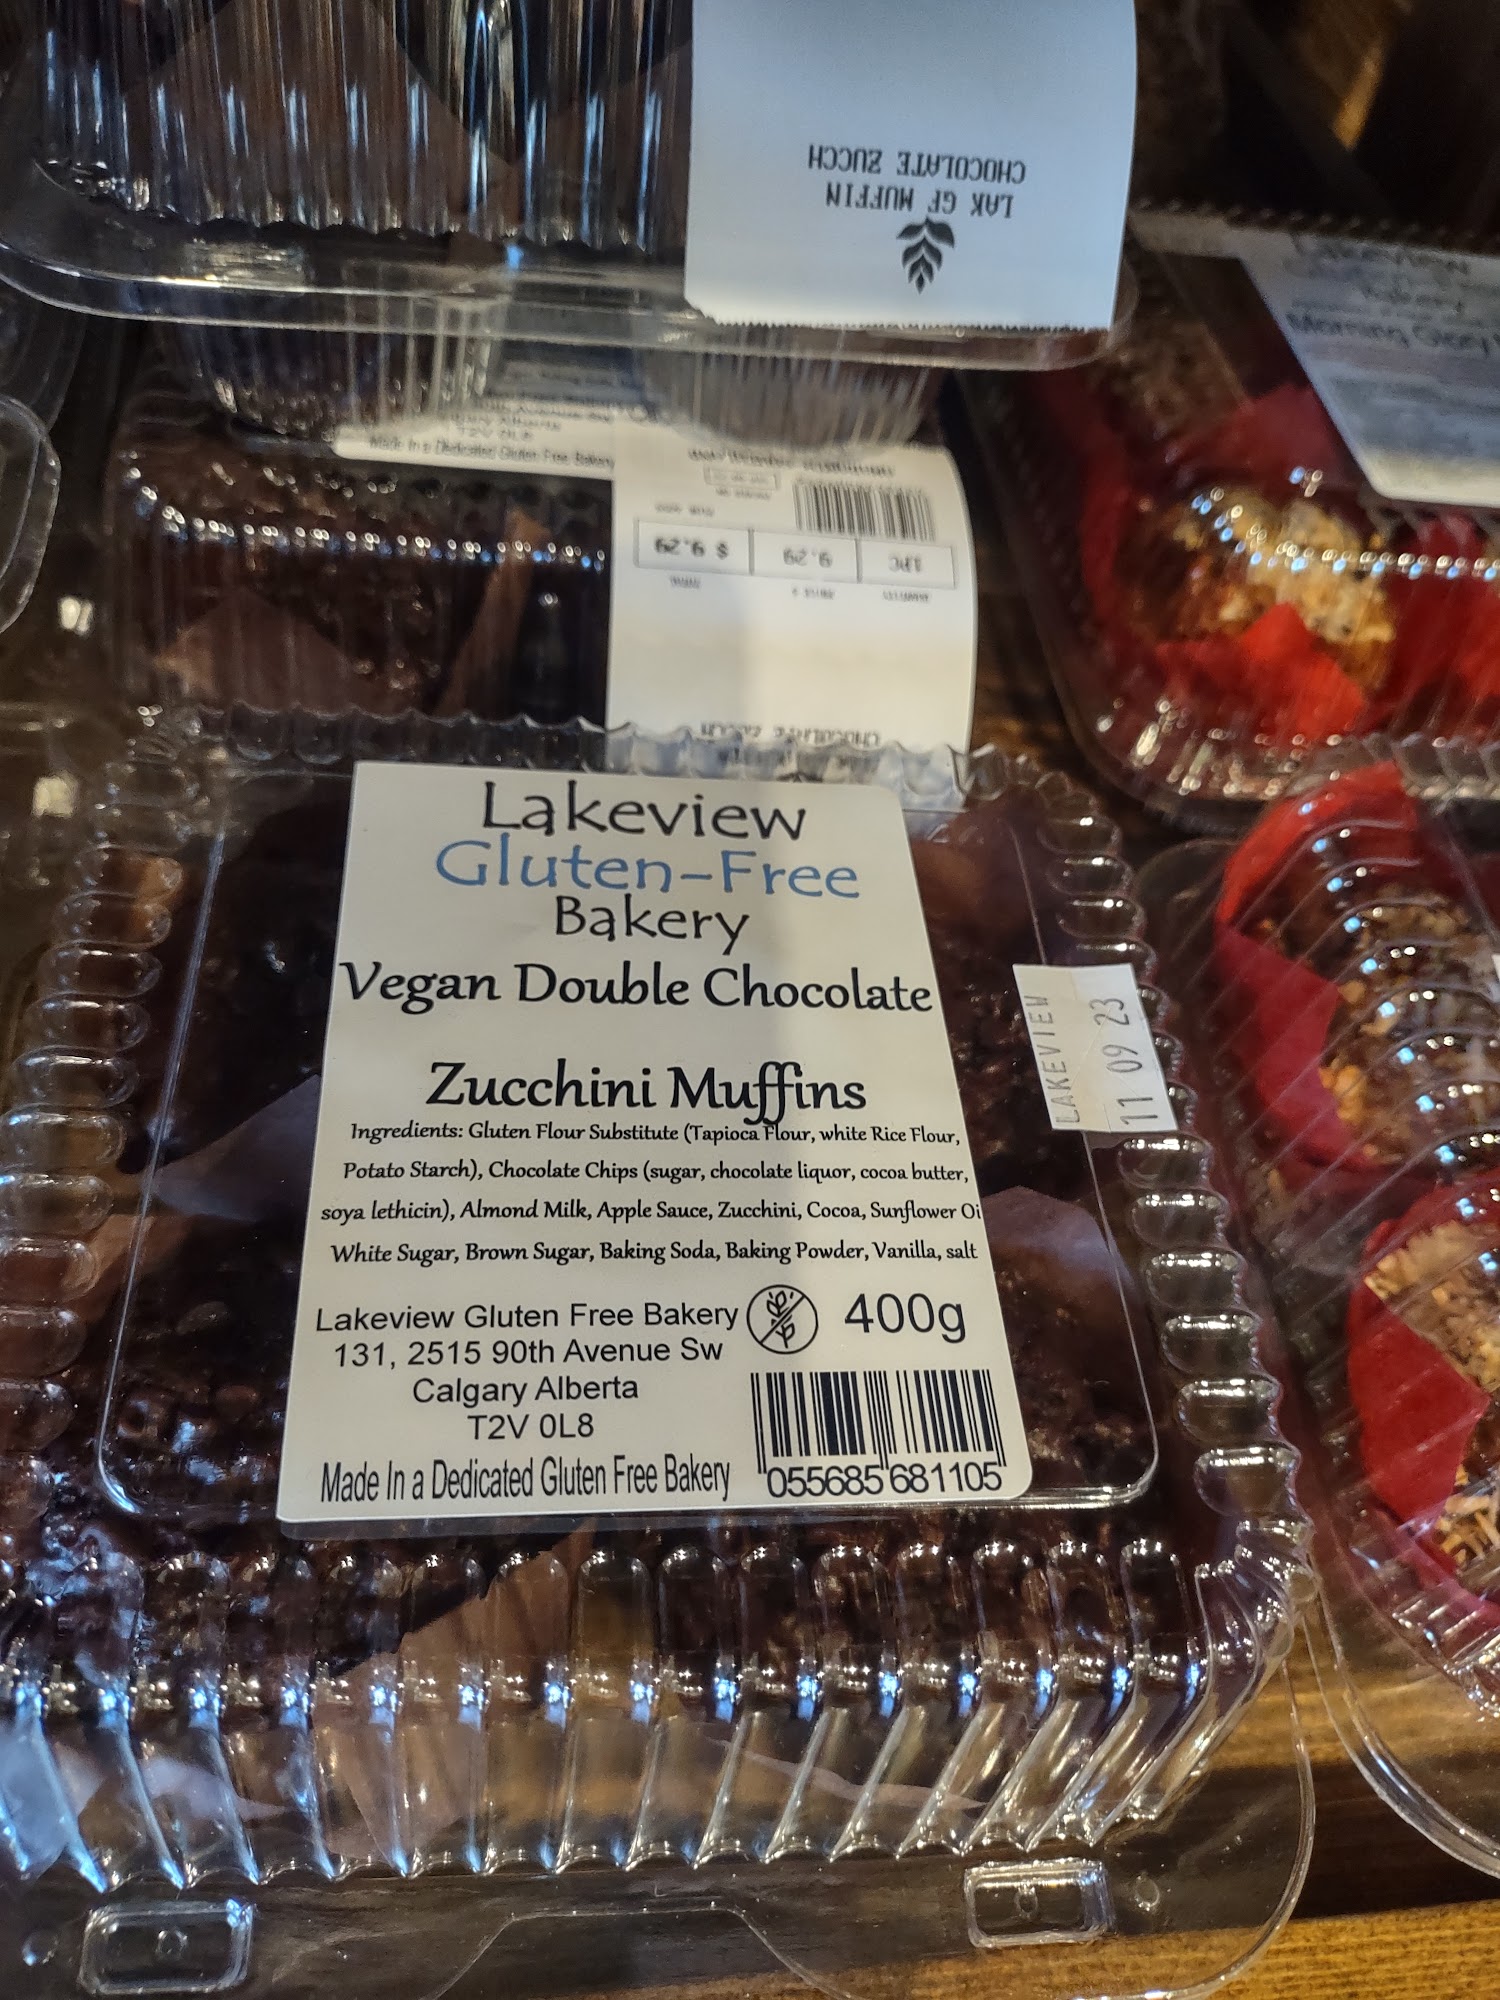 LAK GF MUFFIN
CHOCOLATE ZUCCH
Made In a Dedicated Gluten Free Bakery
1PC
9.29
$ 9.29
Morning
Lakeview
Gluten-Free
Bakery
Vegan Double Chocolate
Zucchini Muffins
Ingredients: Gluten Flour Substitute (Tapioca Flour, white Rice Flour,
Potato Starch), Chocolate Chips (sugar, chocolate liquor, cocoa butter,
soya lethicin), Almond Milk, Apple Sauce, Zucchini, Cocoa, Sunflower Oi
White Sugar, Brown Sugar, Baking Soda, Baking Powder, Vanilla, salt
Lakeview Gluten Free Bakery
131, 2515 90th Avenue Sw
Calgary Alberta
T2V 0L8
Made In a Dedicated Gluten Free Bakery
400g
055685 681105
LAKEVIEW
11 09 23